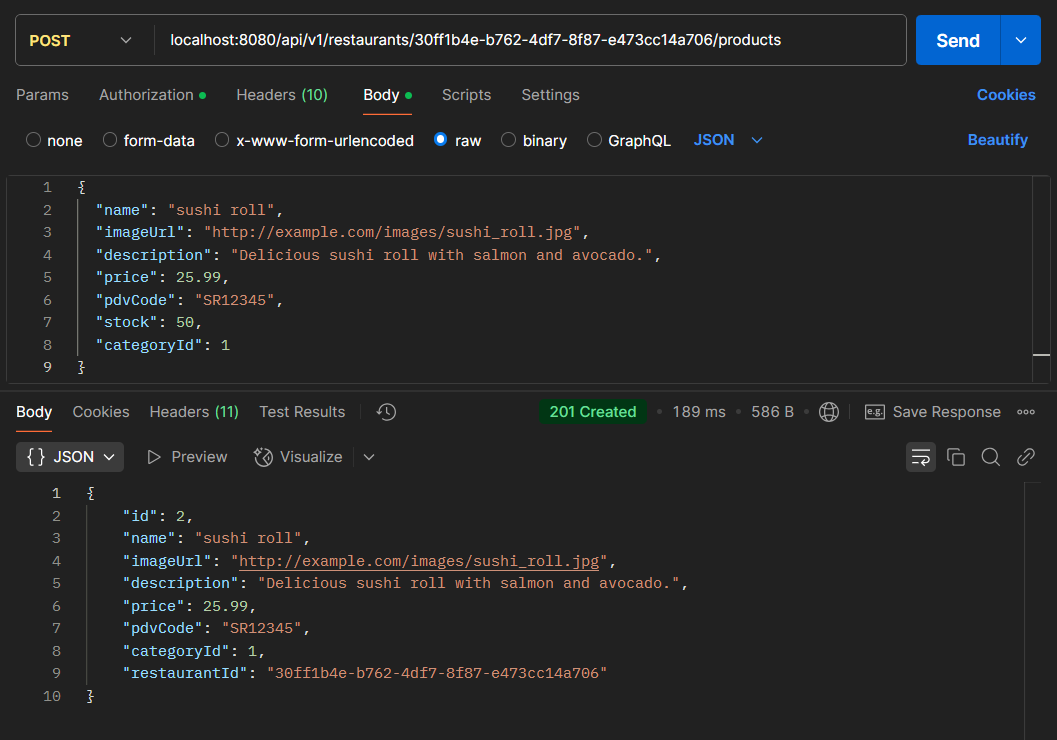 POST localhost:8080/api/v1/restaurants/30ff1b4e-b762-4df7-8f87-e473cc14a706/products Send
Params Authorization Headers (10) Body Scripts Settings Cookies
none form-data x-www-form-urlencoded raw binary GraphQL JSON Beautify
1 {
2 "name": "sushi roll",
3 "imageUrl": "http://example.com/images/sushi_roll.jpg",
4 "description": "Delicious sushi roll with salmon and avocado.",
5 "price": 25.99,
6 "pdvCode": "SR12345",
7 "stock": 50,
8 "categoryId": 1
9 }
Body Cookies Headers (11) Test Results 201 Created • 189 ms • 586 B • e.g. Save Response
{} JSON Preview Visualize
1 {
2 "id": 2,
3 "name": "sushi roll",
4 "imageUrl": "http://example.com/images/sushi_roll.jpg",
5 "description": "Delicious sushi roll with salmon and avocado.",
6 "price": 25.99,
7 "pdvCode": "SR12345",
8 "categoryId": 1,
9 "restaurantId": "30ff1b4e-b762-4df7-8f87-e473cc14a706"
10 }